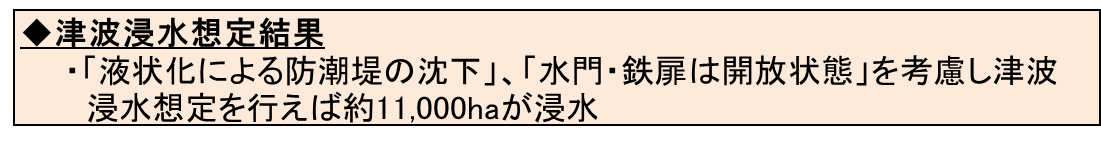 ◆津波浸水想定結果
・「液状化による防潮堤の沈下」、「水門・鉄扉は開放状態」を考慮し津波
浸水想定を行えば約11,000haが浸水